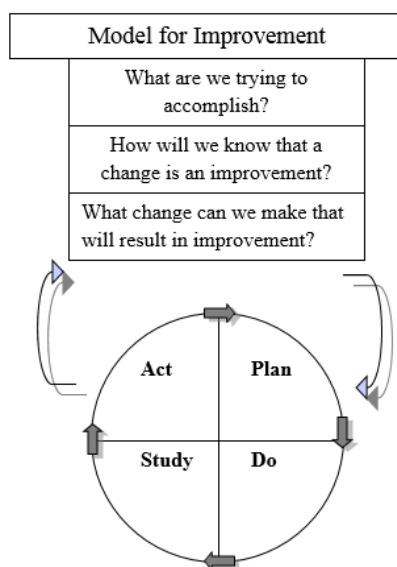 Model for Improvement
What are we trying to
accomplish?
How will we know that a
change is an improvement?
What change can we make that
will result in improvement?
Act
Plan
Study
Do